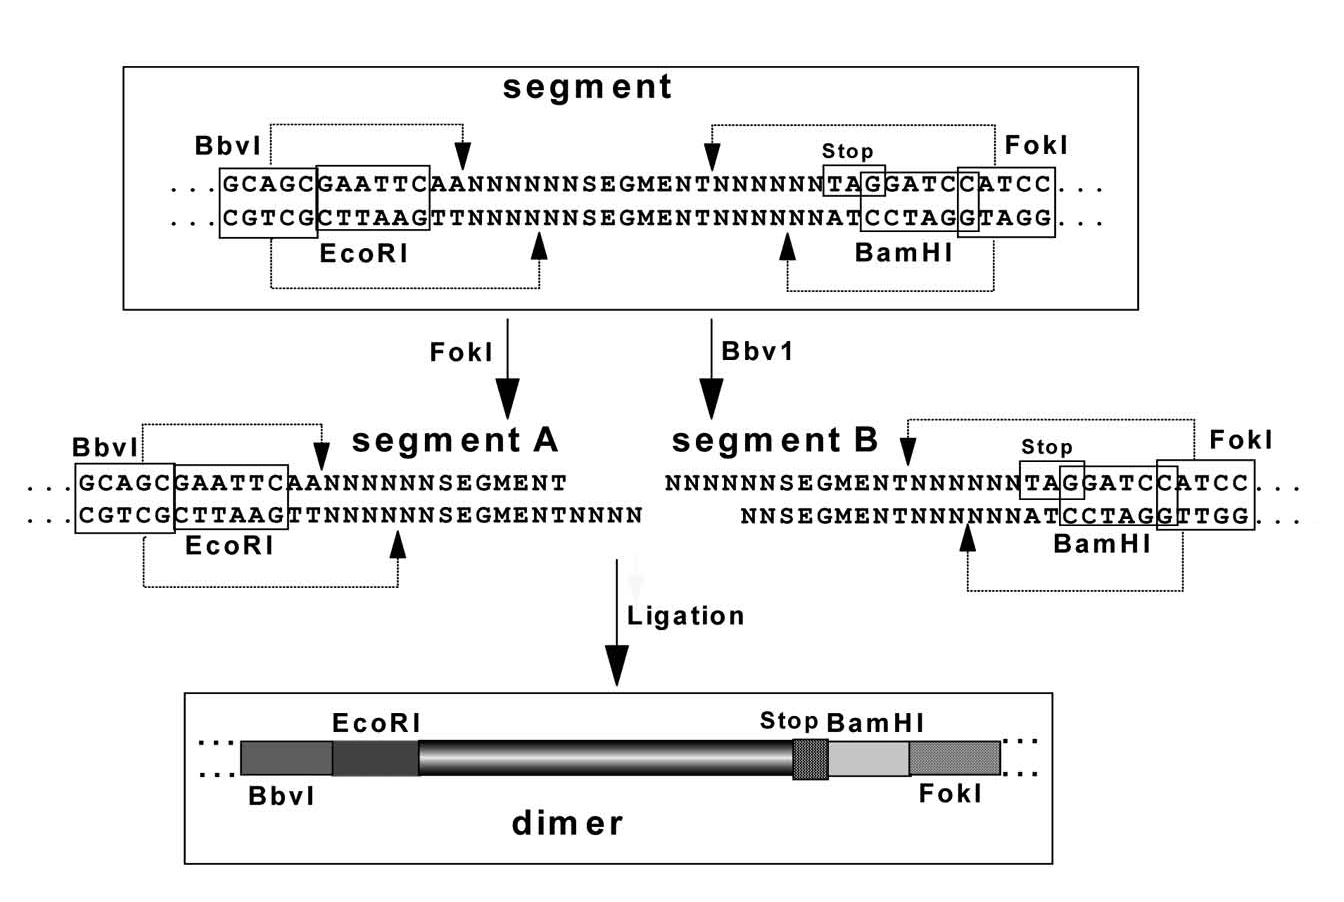 segment
BbvI
Stop
FokI
...GCAGCGAATTCAANNNNNNSEGMENTNNNNNNTAGGATCCATCC...
...CGTCGCTTAAGTTNNNNNNSEGMENTNNNNNNATCCTAGGTAGG...
EcoRI
BamHI
FokI
Bbv1
BbvI
segment A
segment B
Stop
FokI
...GCAGCGAATTCAANNNNNNSEGMENT
NNNNNNSEGMENTNNNNNNTAGGATCCATCC...
...CGTCGCTTAAGTTNNNNNNSEGMENTNNNN
NNSEGMENTNNNNNNATCCTAGGTTGG...
EcoRI
BamHI
Ligation
EcoRI
Stop
BamHI
BbvI
FokI
dimer